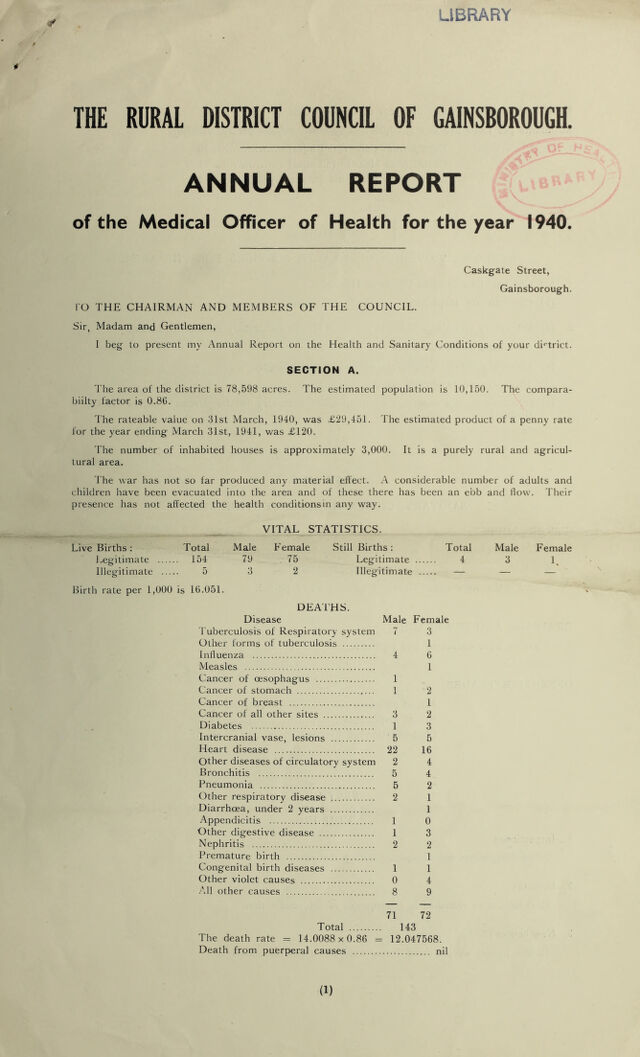 LIBRARY
THE RURAL DISTRICT COUNCIL OF GAINSBOROUGH.
MINISTRY OF HEALTH
LIBRARY
ANNUAL REPORT
of the Medical Officer of Health for the year 1940.
Caskgate Street,
Gainsborough.
TO THE CHAIRMAN AND MEMBERS OF THE COUNCIL.
Sir, Madam and Gentlemen,
I beg to present my Annual Report on the Health and Sanitary Conditions of your district.
SECTION A.
The area of the district is 78,598 acres. The estimated population is 10,150. The compara-
biilty factor is 0.86.
The rateable value on 31st March, 1940, was £29,451. The estimated product of a penny rate
for the year ending March 31st, 1941, was £120.
The number of inhabited houses is approximately 3,000. It is a purely rural and agricul-
tural area.
The war has not so far produced any material effect. A considerable number of adults and
children have been evacuated into the area and of these there has been an ebb and flow. Their
presence has not affected the health conditionsin any way.
VITAL STATISTICS.
Live Births : Total Male Female Still Births : Total Male Female
Legitimate ...... 154 79 75 Legitimate ...... 4 3 1
Illegitimate ..... 5 3 2 Illegitimate ..... — — —
Birth rate per 1,000 is 16.051.
DEATHS.
Disease Male Female
Tuberculosis of Respiratory system 7 3
Other forms of tuberculosis ......... 1
Influenza ................................. 4 6
Measles ................................... 1
Cancer of œsophagus ................ 1
Cancer of stomach ..................... 1 2
Cancer of breast ....................... 1
Cancer of all other sites .............. 3 2
Diabetes ................................. 1 3
Intercranial vase, lesions ............ 5 5
Heart disease ........................... 22 16
Other diseases of circulatory system 2 4
Bronchitis ............................... 5 4
Pneumonia ............................... 5 2
Other respiratory disease ............ 2 1
Diarrhœa, under 2 years ............ 1
Appendicitis ............................ 1 0
Other digestive disease ............... 1 3
Nephritis ................................. 2 2
Premature birth ........................ 1
Congenital birth diseases ............ 1 1
Other violet causes .................... 0 4
All other causes ........................ 8 9
— —
71 72
Total ......... 143
The death rate = 14.0088 x 0.86 = 12.047568.
Death from puerperal causes ..................... nil
(1)